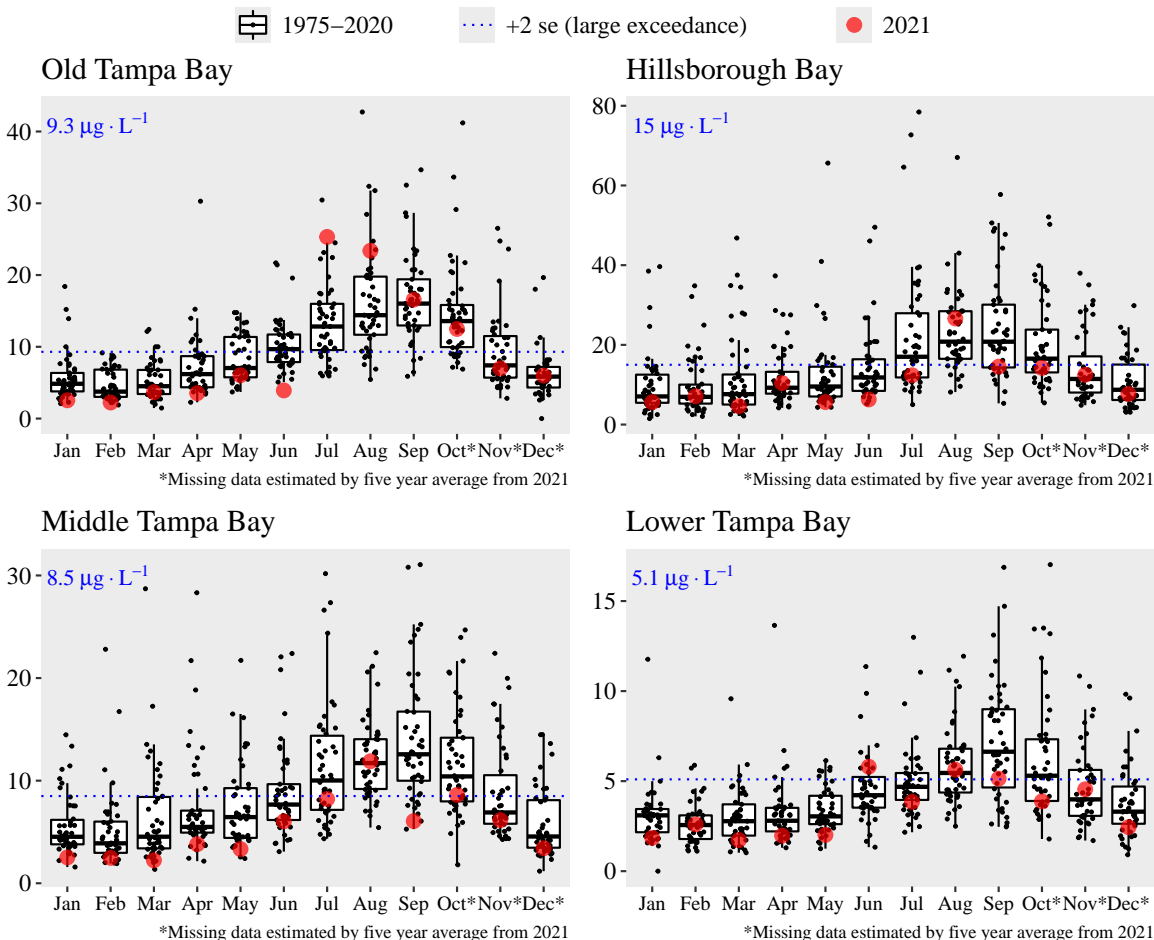 1975−2020 +2 se (large exceedance) 2021
Old Tampa Bay
9.3 μg · L⁻¹
40
30
20
10
0
Jan Feb Mar Apr May Jun Jul Aug Sep Oct* Nov* Dec*
*Missing data estimated by five year average from 2021
Hillsborough Bay
15 μg · L⁻¹
80
60
40
20
0
Jan Feb Mar Apr May Jun Jul Aug Sep Oct* Nov* Dec*
*Missing data estimated by five year average from 2021
Middle Tampa Bay
8.5 μg · L⁻¹
30
20
10
0
Jan Feb Mar Apr May Jun Jul Aug Sep Oct* Nov* Dec*
*Missing data estimated by five year average from 2021
Lower Tampa Bay
5.1 μg · L⁻¹
15
10
5
0
Jan Feb Mar Apr May Jun Jul Aug Sep Oct* Nov* Dec*
*Missing data estimated by five year average from 2021